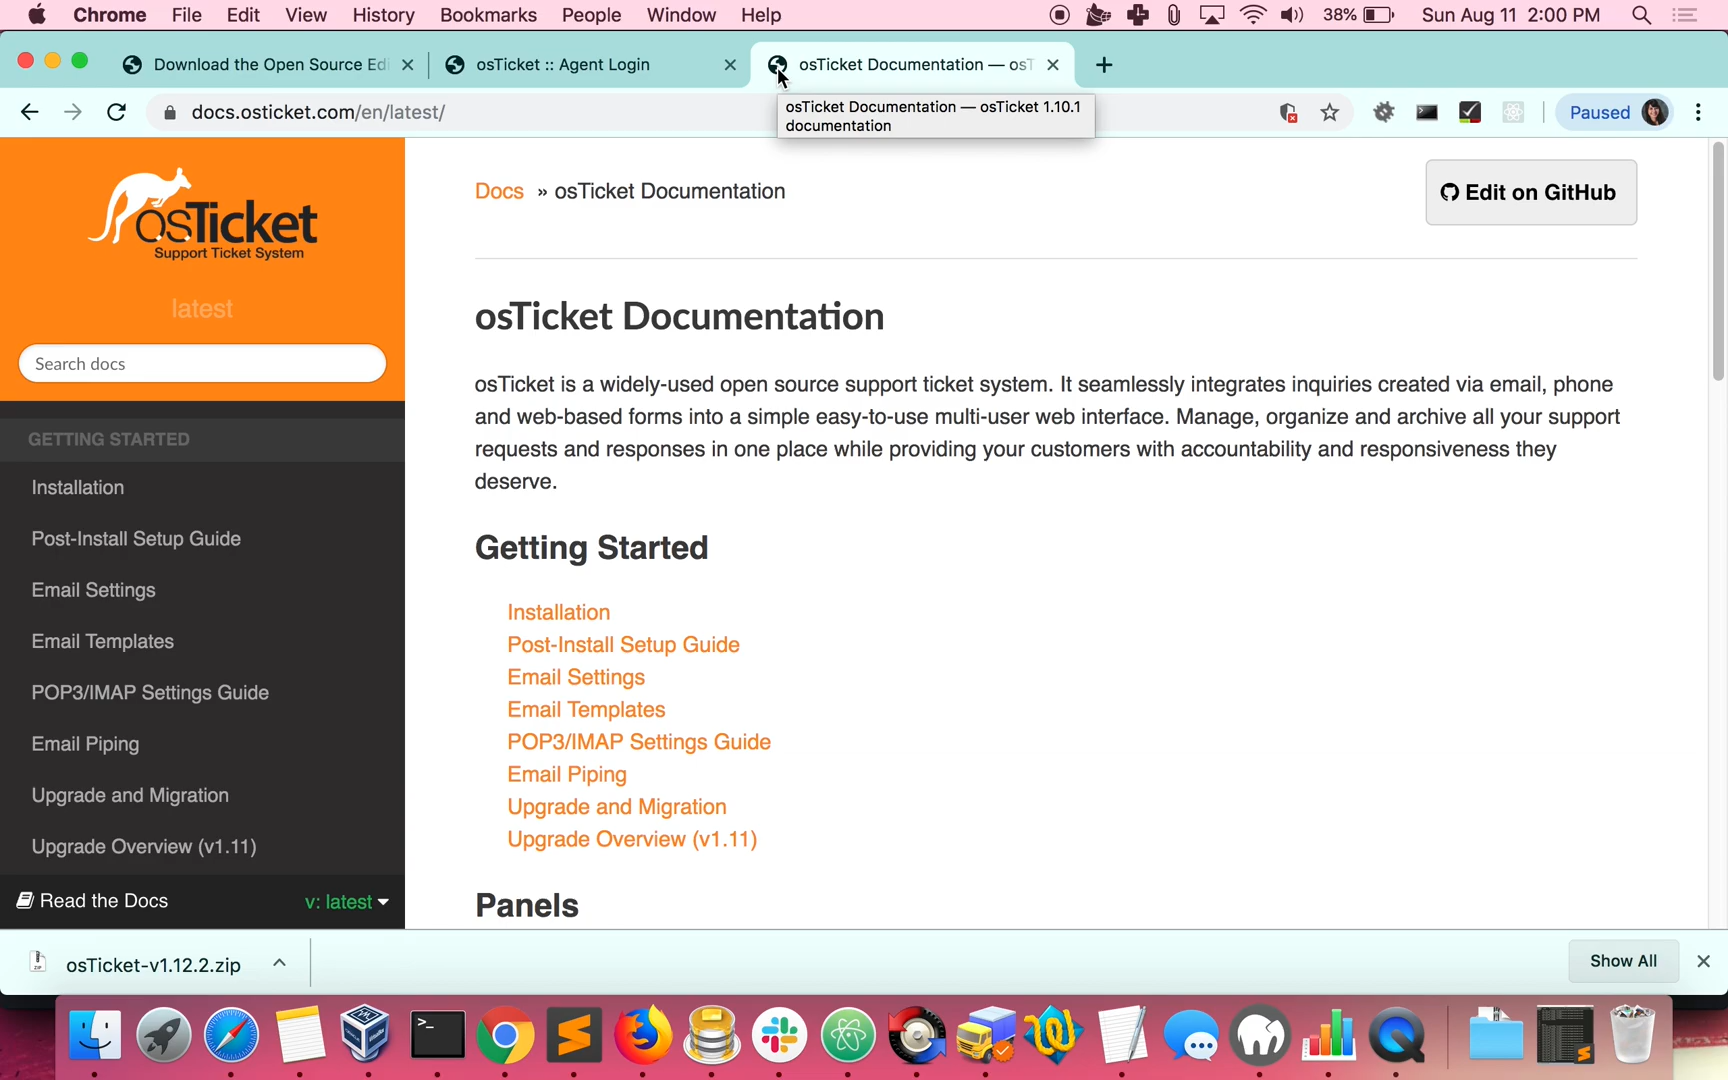 Chrome File Edit View History Bookmarks People Window Help 38% Sun Aug 11 2:00 PM
Download the Open Source Edi
osTicket :: Agent Login
osTicket Documentation — osT
docs.osticket.com/en/latest/
Paused
osTicket Documentation — osTicket 1.10.1
documentation
osTicket
Support Ticket System
latest
Search docs
GETTING STARTED
Installation
Post-Install Setup Guide
Email Settings
Email Templates
POP3/IMAP Settings Guide
Email Piping
Upgrade and Migration
Upgrade Overview (v1.11)
Read the Docs v: latest
Docs » osTicket Documentation
Edit on GitHub
osTicket Documentation
osTicket is a widely-used open source support ticket system. It seamlessly integrates inquiries created via email, phone
and web-based forms into a simple easy-to-use multi-user web interface. Manage, organize and archive all your support
requests and responses in one place while providing your customers with accountability and responsiveness they
deserve.
Getting Started
Installation
Post-Install Setup Guide
Email Settings
Email Templates
POP3/IMAP Settings Guide
Email Piping
Upgrade and Migration
Upgrade Overview (v1.11)
Panels
osTicket-v1.12.2.zip
Show All